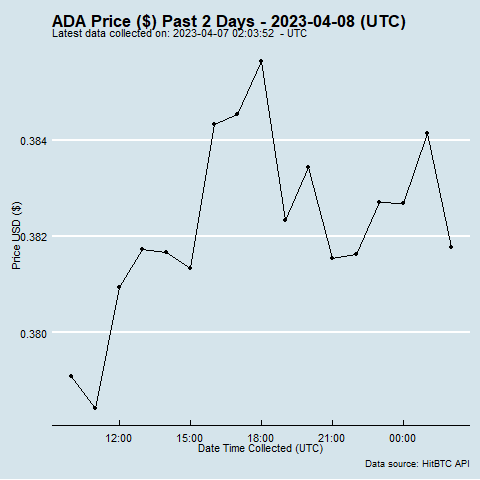 ADA Price ($) Past 2 Days - 2023-04-08 (UTC)
Latest data collected on: 2023-04-07 02:03:52  - UTC
0.384
0.382
0.380
Price USD ($)
12:00 15:00 18:00 21:00 00:00
Date Time Collected (UTC)
Data source: HitBTC API